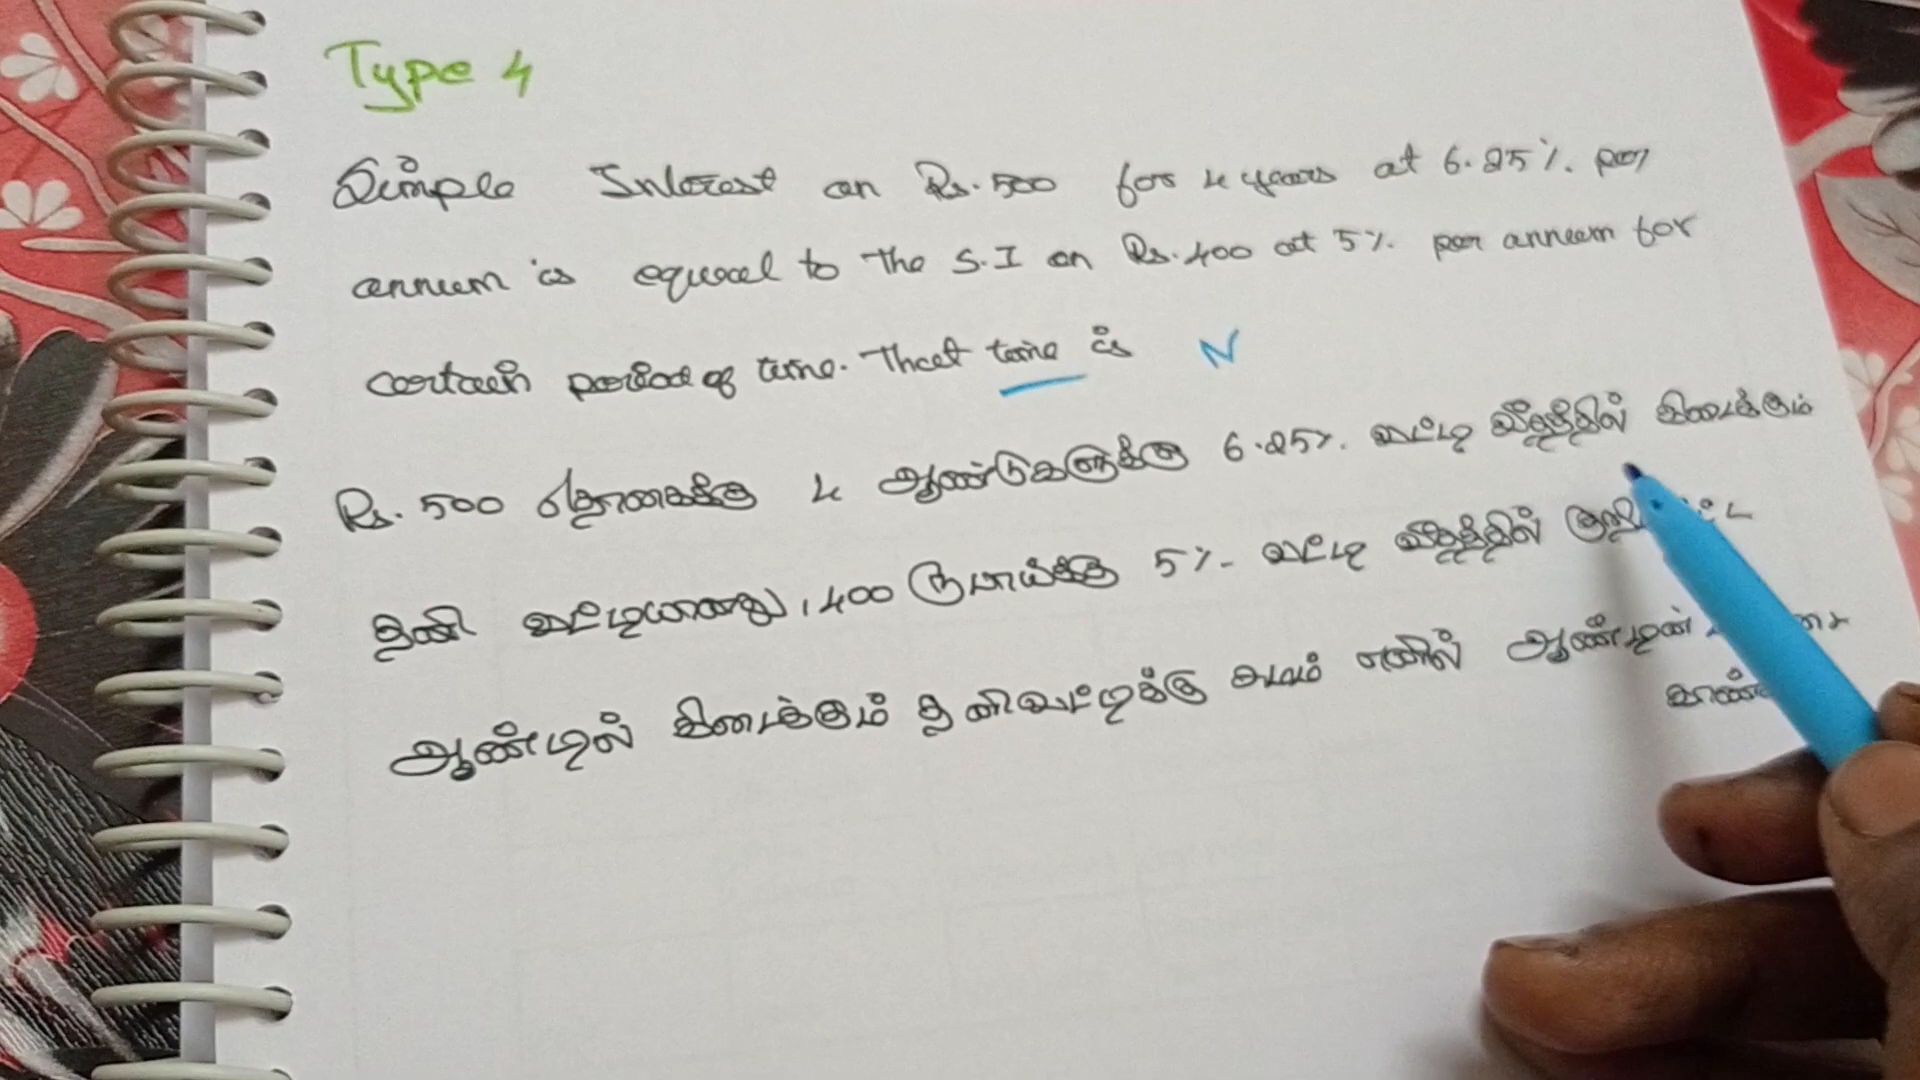 Type 4
Simple Interest on Rs.500 for 4 years at 6.25% per
annum is equal to the S.I on Rs.400 at 5% per annum for
certain period of time. That time is N
Rs. 500 தொகைக்கு 4 ஆண்டுகளுக்கு 6.25% வட்டி வீதத்தில் கிடைக்கும்
தனி வட்டியானது, 400 ரூபாய்க்கு 5% வட்டி வீதத்தில்
ஆண்டில் கிடைக்கும் தனிவட்டிக்கு சமம் எனில் ஆண்டின்